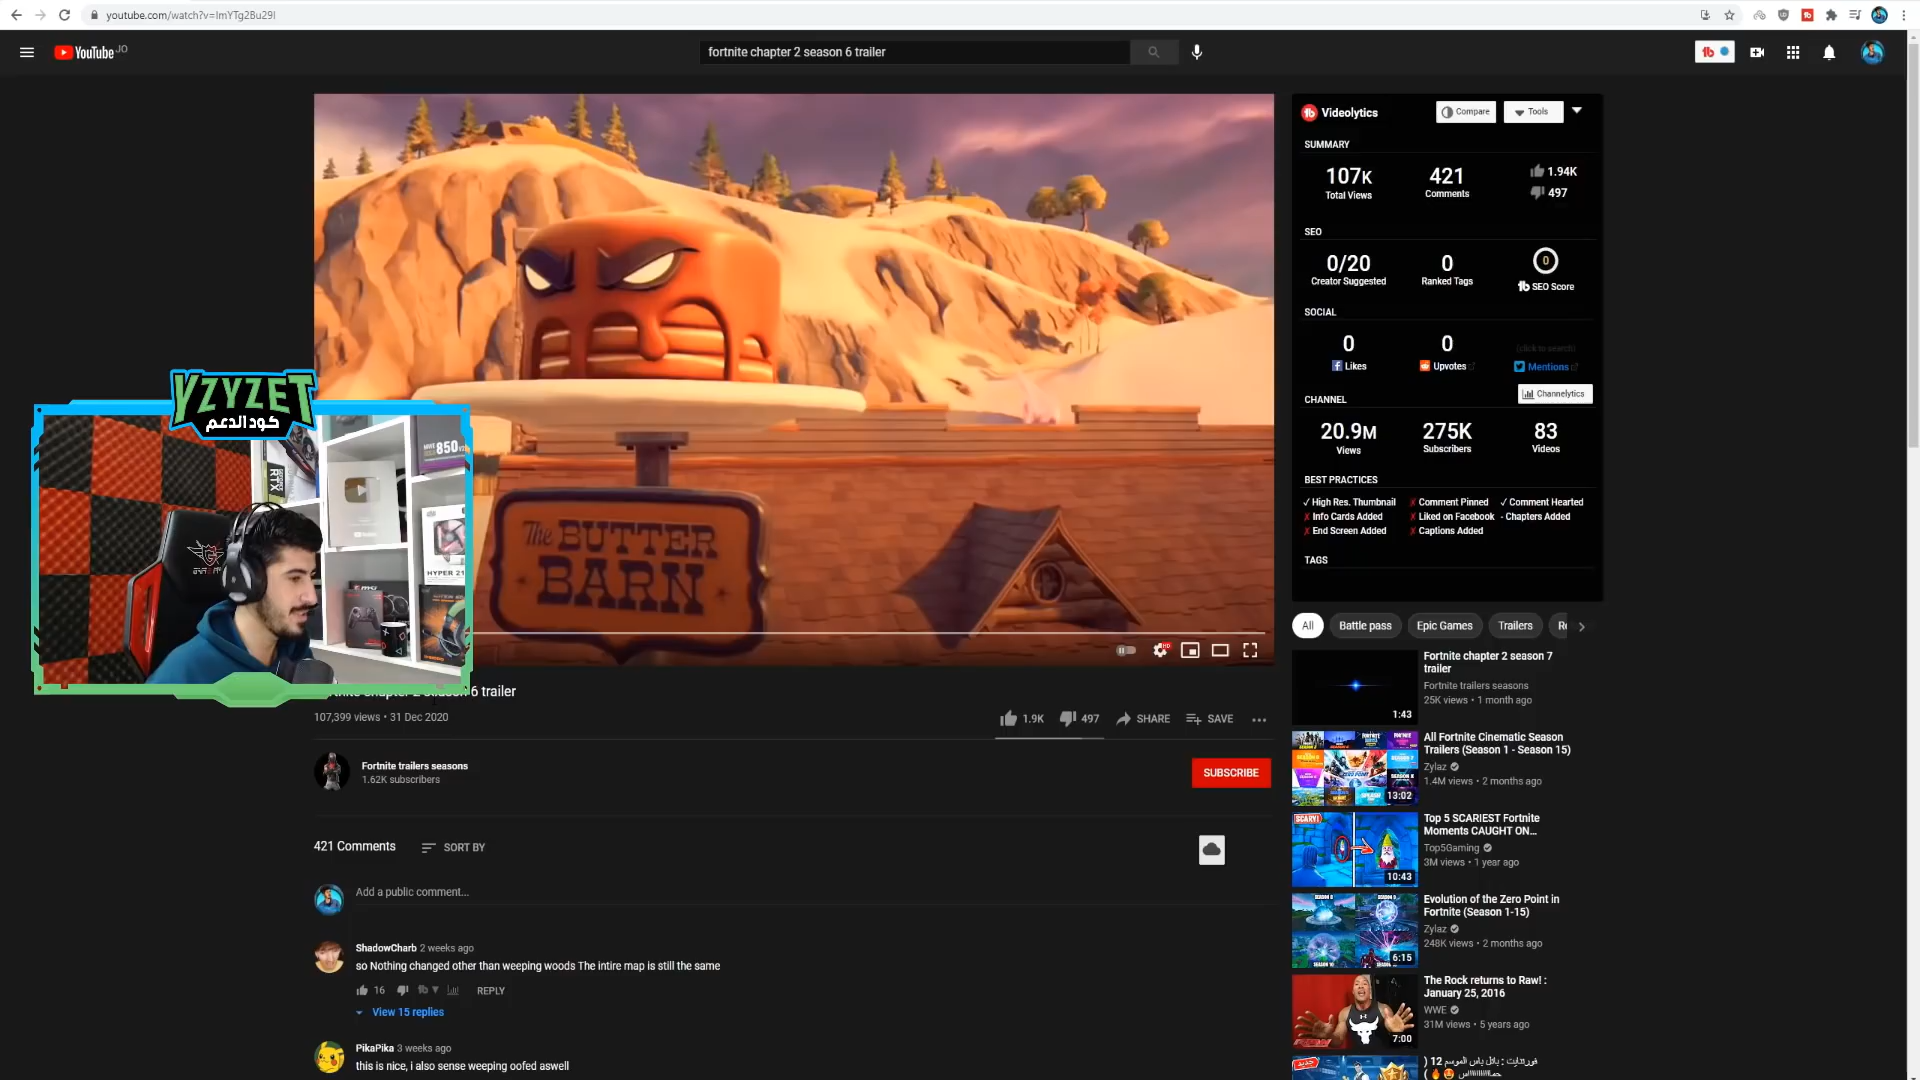 youtube.com/watch?v=ImYTg2Bu29I
YouTube JO
fortnite chapter 2 season 6 trailer
Videolytics
Compare
Tools
SUMMARY
107K
Total Views
421
Comments
1.94K
497
SEO
0/20
Creator Suggested
0
Ranked Tags
0
SEO Score
SOCIAL
0
Likes
0
Upvotes
(click to search)
Mentions
CHANNEL
Channelytics
20.9M
Views
275K
Subscribers
83
Videos
BEST PRACTICES
✓ High Res. Thumbnail
✗ Comment Pinned
✓ Comment Hearted
✗ Info Cards Added
✗ Liked on Facebook
- Chapters Added
✗ End Screen Added
✗ Captions Added
TAGS
The
BUTTER
BARN
YZYZET
كود الدعم
850
RTX
HYPER 21
6 trailer
107,399 views • 31 Dec 2020
1.9K
497
SHARE
SAVE
Fortnite trailers seasons
1.62K subscribers
SUBSCRIBE
421 Comments
SORT BY
Add a public comment...
ShadowCharb 2 weeks ago
so Nothing changed other than weeping woods The intire map is still the same
16
REPLY
View 15 replies
PikaPika 3 weeks ago
this is nice, i also sense weeping oofed aswell
All
Battle pass
Epic Games
Trailers
Fortnite chapter 2 season 7
trailer
Fortnite trailers seasons
25K views • 1 month ago
1:43
All Fortnite Cinematic Season
Trailers (Season 1 - Season 15)
Zylaz
1.4M views • 2 months ago
13:02
SCARY!
Top 5 SCARIEST Fortnite
Moments CAUGHT ON...
Top5Gaming
3M views • 1 year ago
10:43
Evolution of the Zero Point in
Fortnite (Season 1-15)
Zylaz
248K views • 2 months ago
6:15
The Rock returns to Raw! :
January 25, 2016
WWE
31M views • 5 years ago
7:00
فورتنايت : باتل باس الموسم 12 (